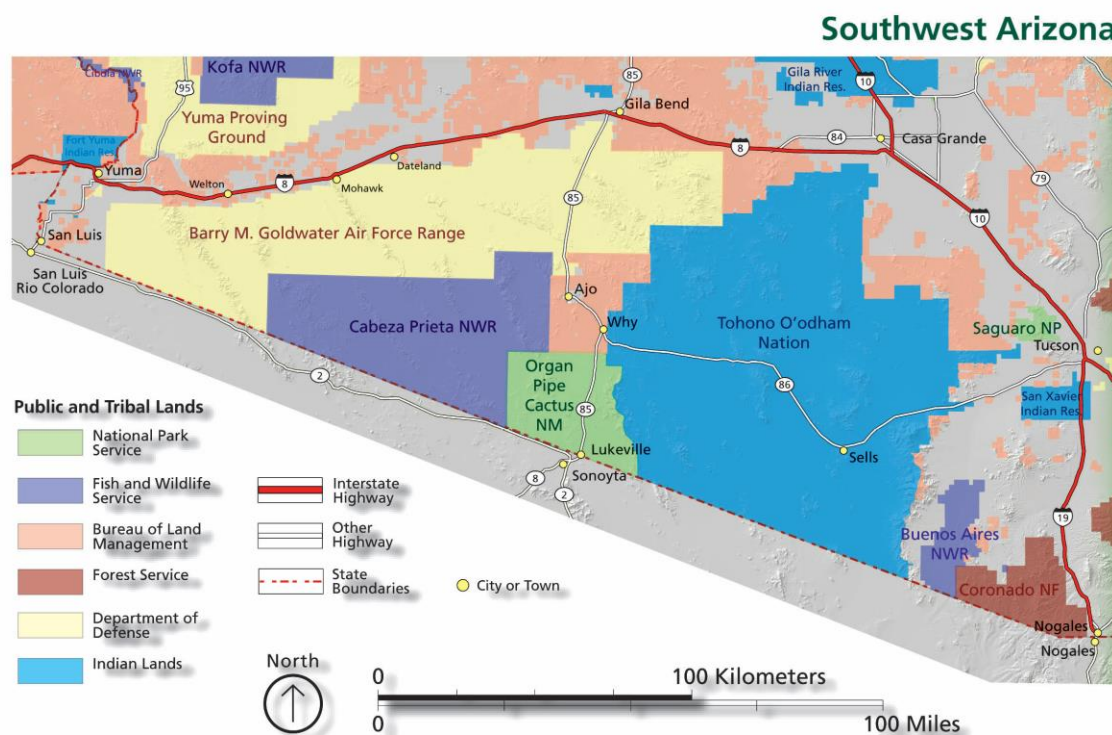 Southwest Arizona
Cibola NWR
Kofa NWR
95
85
Gila River
Indian Res.
10
Yuma Proving
Ground
Gila Bend
84
Casa Grande
Fort Yuma
Indian Res.
8
79
Yuma
Dateland
Welton
8
Mohawk
85
10
Barry M. Goldwater Air Force Range
San Luis
San Luis
Rio Colorado
Ajo
Cabeza Prieta NWR
Why
Tohono O'odham
Nation
Saguaro NP
Tucson
2
Organ
Pipe
Cactus
NM
86
85
San Xavier
Indian Res.
Lukeville
Sells
Sonoyta
8
2
19
Buenos Aires
NWR
Coronado NF
Nogales
Nogales
Public and Tribal Lands
National Park
Service
Fish and Wildlife
Service
Bureau of Land
Management
Forest Service
Department of
Defense
Indian Lands
Interstate
Highway
Other
Highway
State
Boundaries
City or Town
North
0
100 Kilometers
0
100 Miles